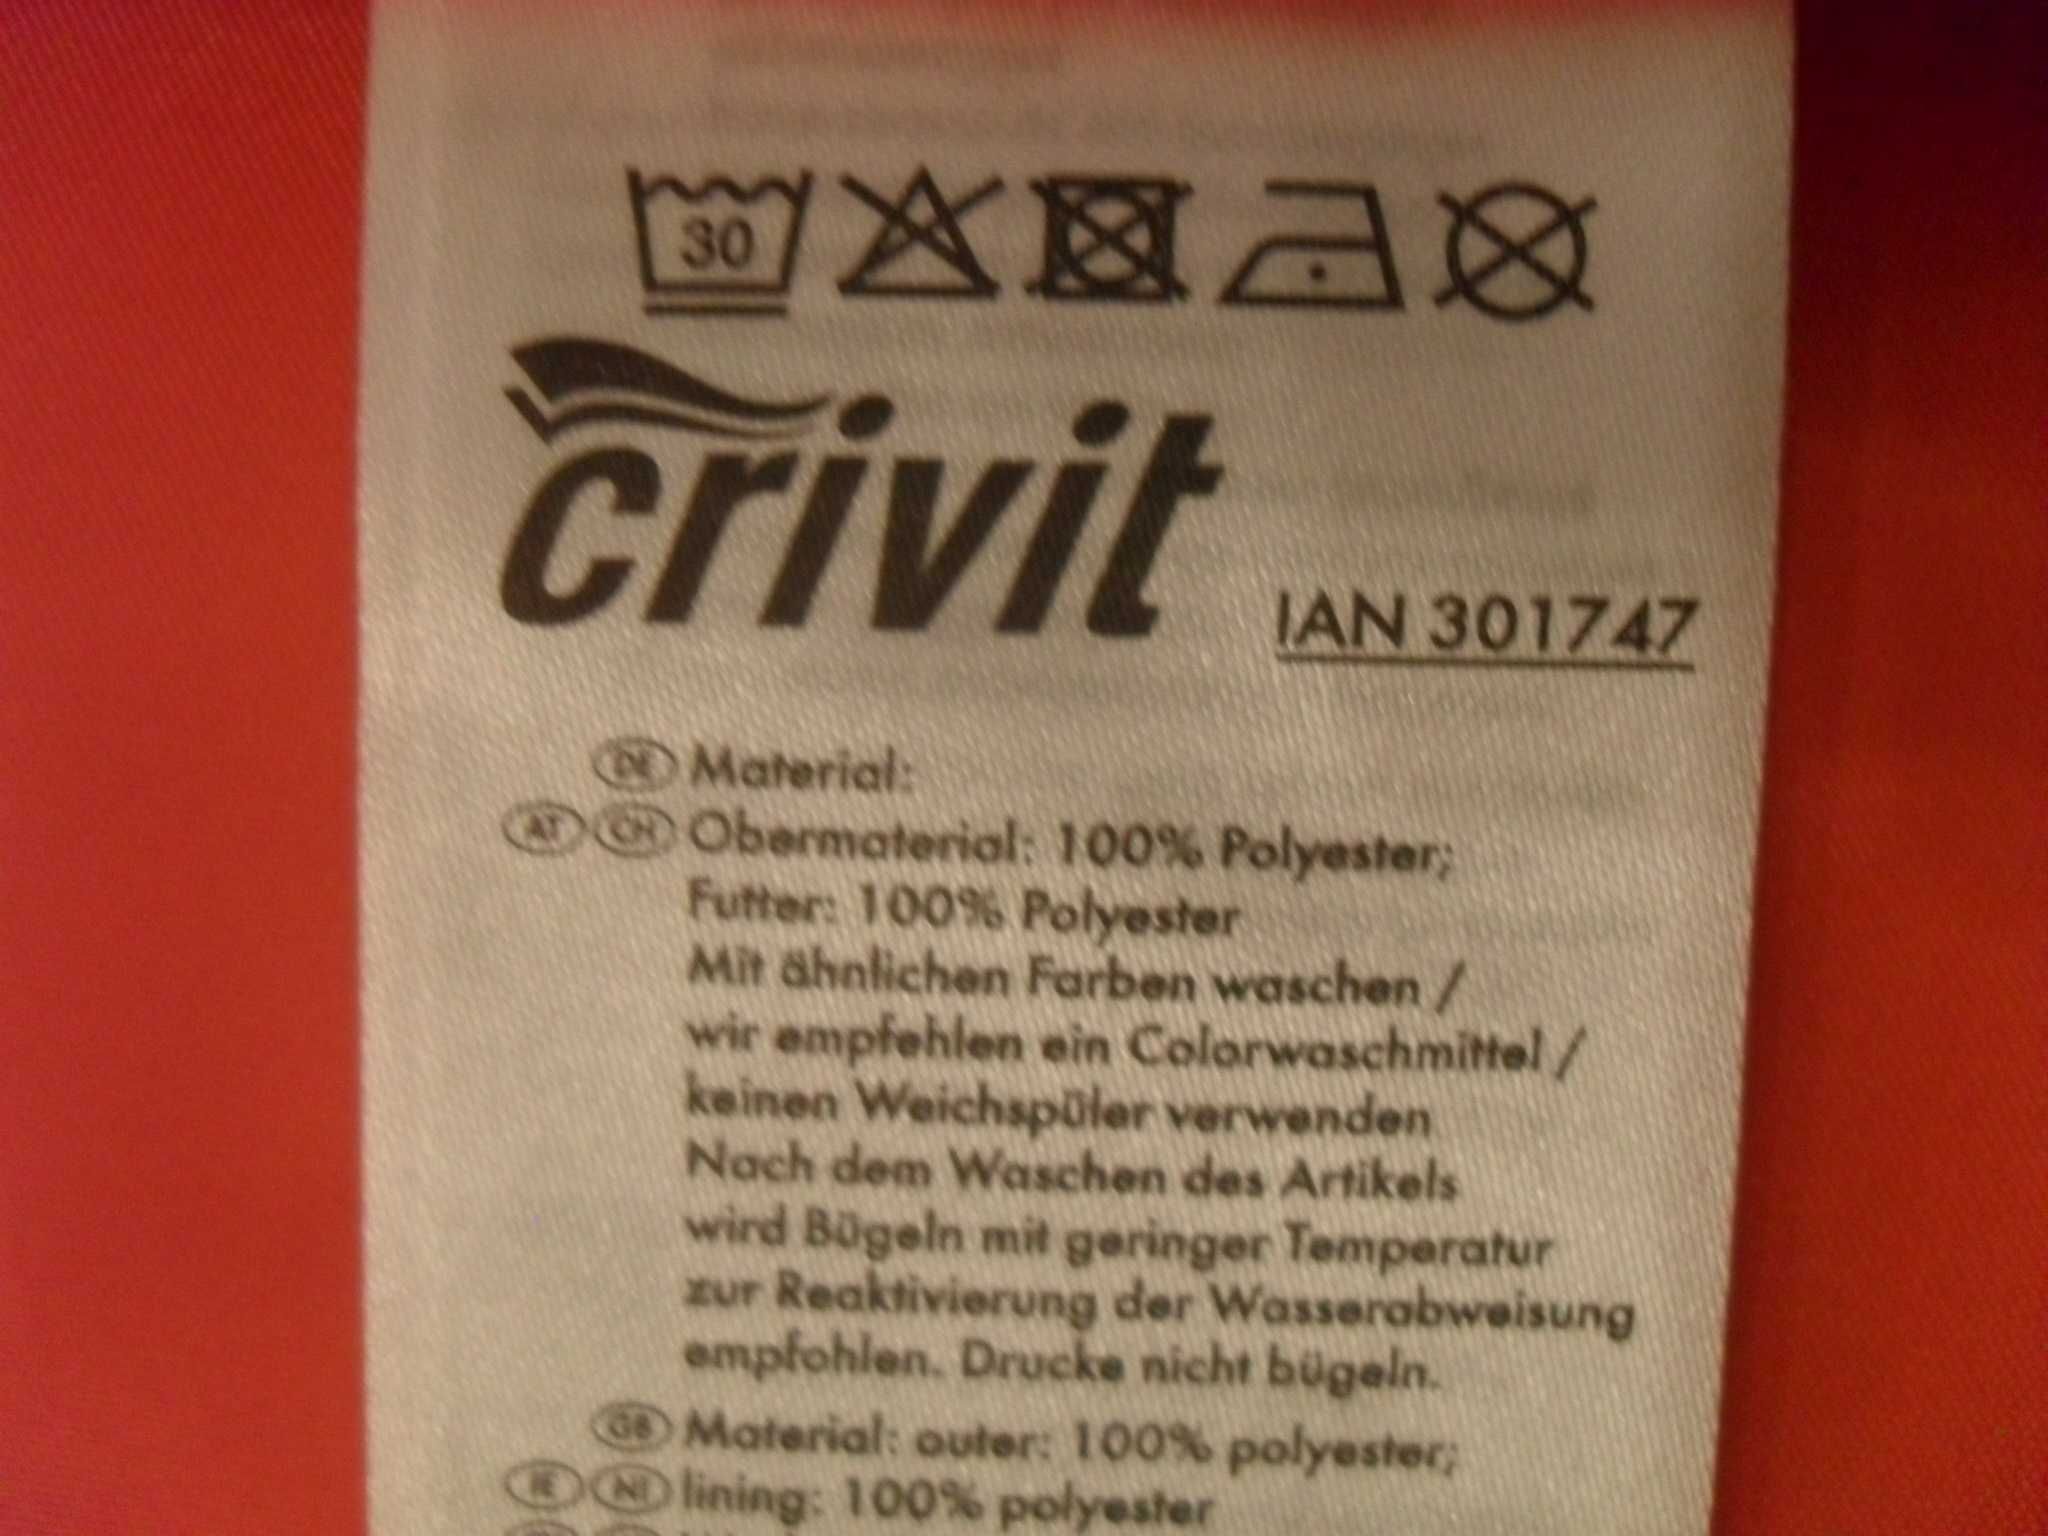 30
crivit
IAN 301747
DE Material:
AT CH Obermaterial: 100% Polyester;
Futter: 100% Polyester
Mit ähnlichen Farben waschen /
wir empfehlen ein Colorwaschmittel /
keinen Weichspüler verwenden
Nach dem Waschen des Artikels
wird Bügeln mit geringer Temperatur
zur Reaktivierung der Wasserabweisung
empfohlen. Drucke nicht bügeln.
GB Material: outer: 100% polyester;
IE NI lining: 100% polyester